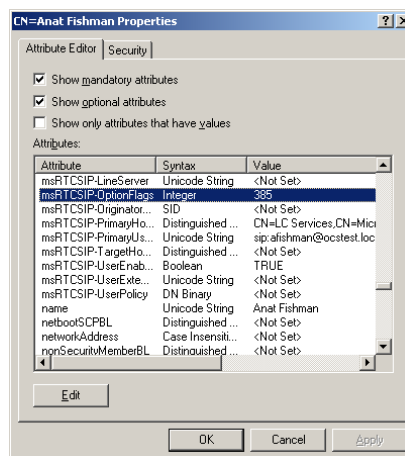 CN=Anat Fishman Properties
Attribute Editor Security
Show mandatory attributes
Show optional attributes
Show only attributes that have values
Attributes:
Attribute Syntax Value
msRTCSIP-LineServer Unicode String <Not Set>
msRTCSIP-OptionFlags Integer 385
msRTCSIP-Originator... SID <Not Set>
msRTCSIP-PrimaryHo... Distinguished ... CN=LC Services,CN=Micr
msRTCSIP-PrimaryUs... Unicode String sip:afishman@ocstest.loc
msRTCSIP-TargetHo... Distinguished ... <Not Set>
msRTCSIP-UserEnab... Boolean TRUE
msRTCSIP-UserExte... Unicode String <Not Set>
msRTCSIP-UserPolicy DN Binary <Not Set>
name Unicode String Anat Fishman
netbootSCPBL Distinguished ... <Not Set>
networkAddress Case Insensiti... <Not Set>
nonSecurityMemberBL Distinguished ... <Not Set>
Edit
OK Cancel Apply